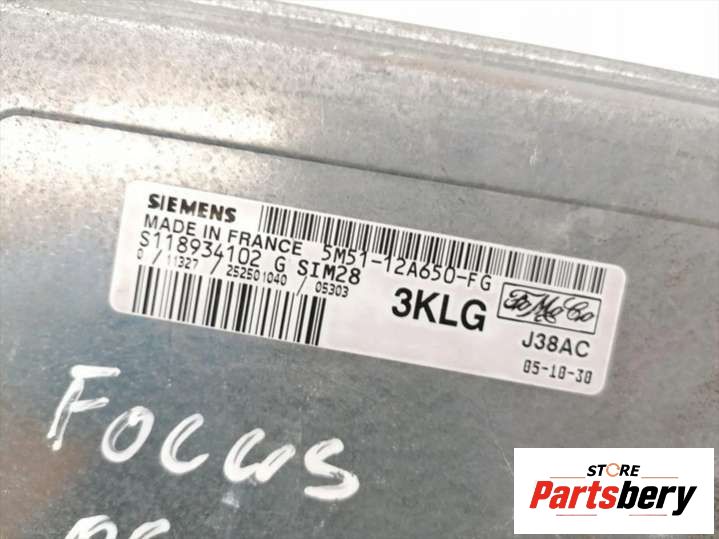 SIEMENS
MADE IN FRANCE 5M51-12A650-FG
S118934102 G SIM28
0 / 11327 / 252501040 / 05303
3KLG FoMoCo
J38AC
05-10-30
FOCUS
STORE
Partsbery